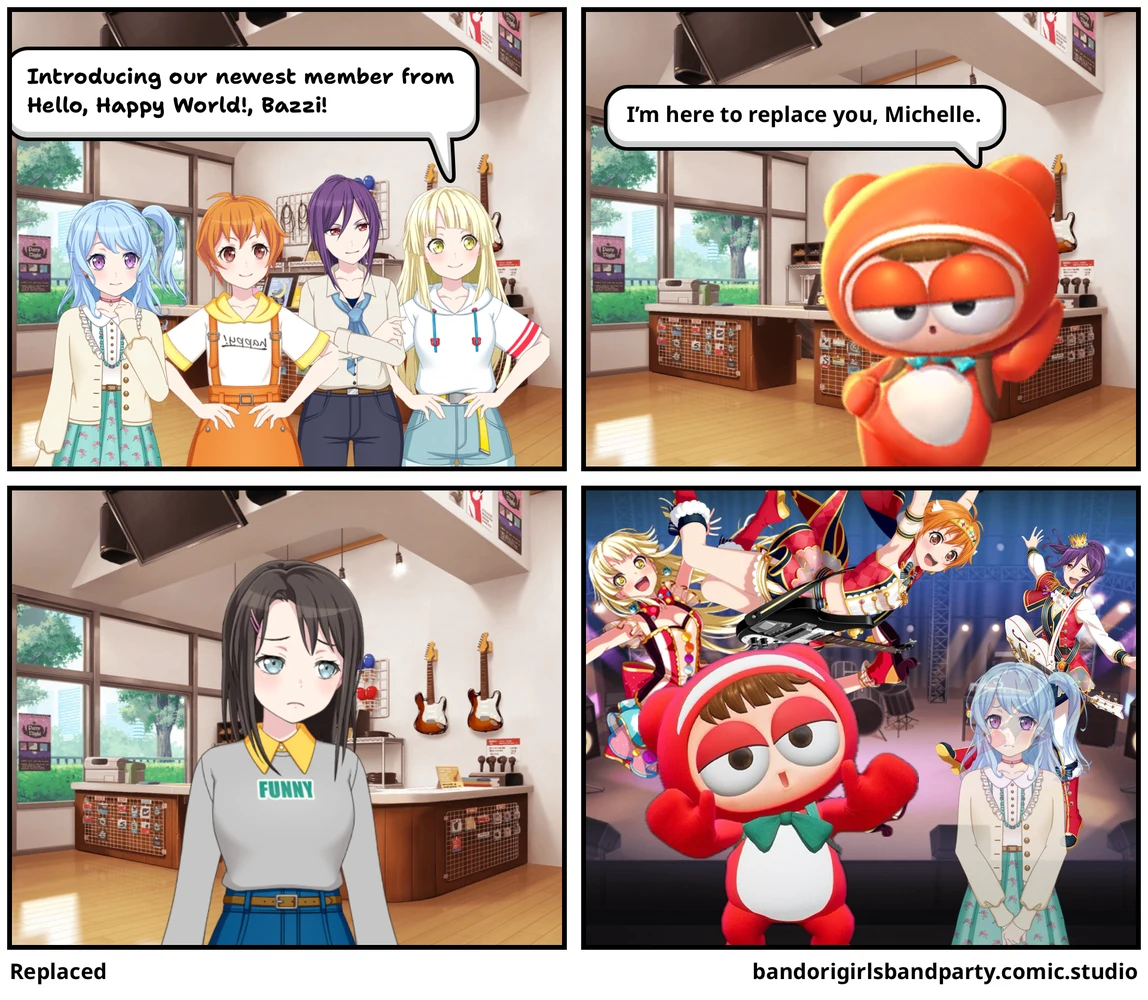 Introducing our newest member from
Hello, Happy World!, Bazzi!
I'm here to replace you, Michelle.
happy!
FUNNY
Replaced
bandorigirlsbandparty.comic.studio